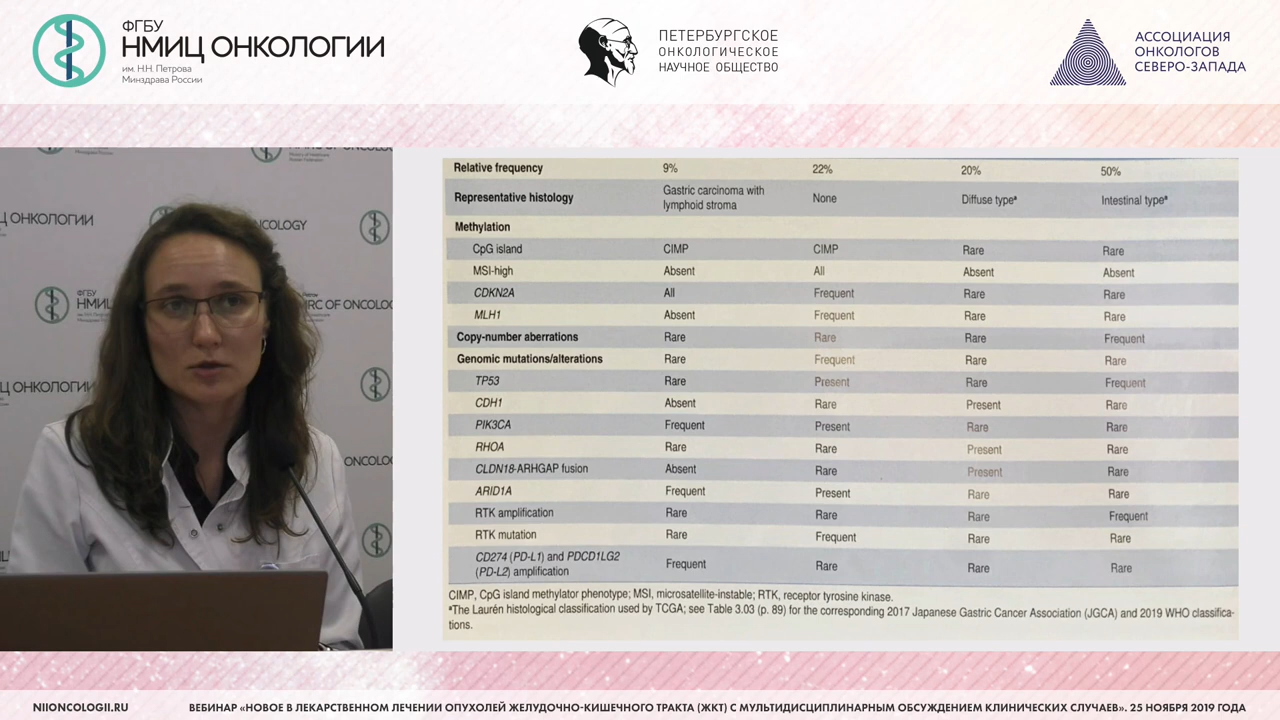 ФГБУ
НМИЦ ОНКОЛОГИИ
им. Н.Н. Петрова
Минздрава России
ПЕТЕРБУРГСКОЕ
ОНКОЛОГИЧЕСКОЕ
НАУЧНОЕ ОБЩЕСТВО
АССОЦИАЦИЯ
ОНКОЛОГОВ
СЕВЕРО-ЗАПАДА
Ц ОНКОЛОГИИ
COLOGY
ФГБУ
НМИ
RC OF ONCOLO
Ц ОНКОЛОГИИ
ONCOLOGY
Relative frequency 9% 22% 20% 50%
Representative histology Gastric carcinoma with lymphoid stroma None Diffuse typeᵃ Intestinal typeᵃ
Methylation
CpG island CIMP CIMP Rare Rare
MSI-high Absent All Absent Absent
CDKN2A All Frequent Rare Rare
MLH1 Absent Frequent Rare Rare
Copy-number aberrations Rare Rare Rare Frequent
Genomic mutations/alterations Rare Frequent Rare Rare
TP53 Rare Present Rare Frequent
CDH1 Absent Rare Present Rare
PIK3CA Frequent Present Rare Rare
RHOA Rare Rare Present Rare
CLDN18-ARHGAP fusion Absent Rare Present Rare
ARID1A Frequent Present Rare Rare
RTK amplification Rare Rare Rare Frequent
RTK mutation Rare Frequent Rare Rare
CD274 (PD-L1) and PDCD1LG2
(PD-L2) amplification Frequent Rare Rare Rare
CIMP, CpG island methylator phenotype; MSI, microsatellite-instable; RTK, receptor tyrosine kinase.
ᵃThe Laurén histological classification used by TCGA; see Table 3.03 (p. 89) for the corresponding 2017 Japanese Gastric Cancer Association (JGCA) and 2019 WHO classifica-
tions.
NIIONCOLOGII.RU
ВЕБИНАР «НОВОЕ В ЛЕКАРСТВЕННОМ ЛЕЧЕНИИ ОПУХОЛЕЙ ЖЕЛУДОЧНО-КИШЕЧНОГО ТРАКТА (ЖКТ) С МУЛЬТИДИСЦИПЛИНАРНЫМ ОБСУЖДЕНИЕМ КЛИНИЧЕСКИХ СЛУЧАЕВ». 25 НОЯБРЯ 2019 ГОДА